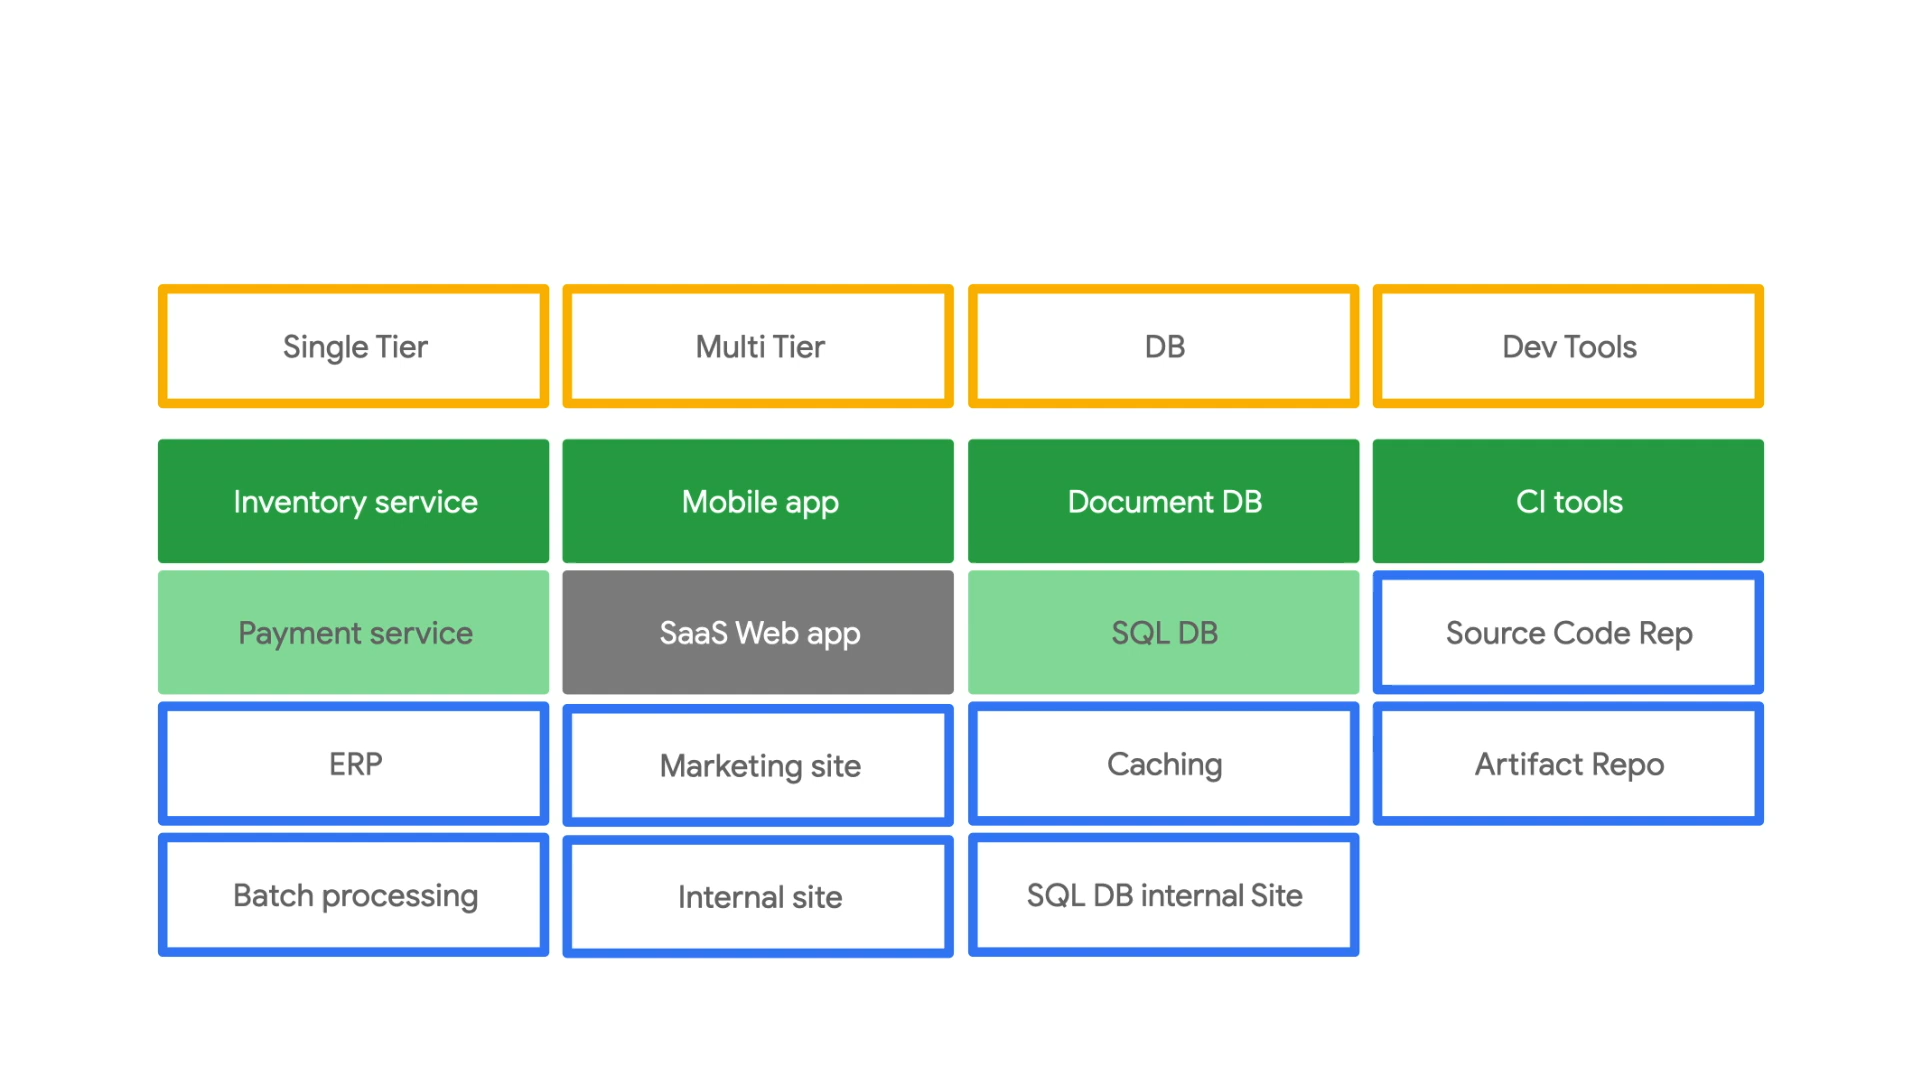 Single Tier
Multi Tier
DB
Dev Tools
Inventory service
Mobile app
Document DB
CI tools
Payment service
SaaS Web app
SQL DB
Source Code Rep
ERP
Marketing site
Caching
Artifact Repo
Batch processing
Internal site
SQL DB internal Site